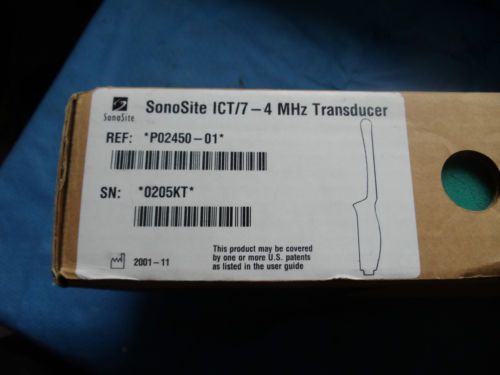 SonoSite ICT/7-4 MHz Transducer
SonoSite
REF: *P02450-01*
SN: *0205KT*
2001-11
This product may be covered
by one or more U.S. patents
as listed in the user guide